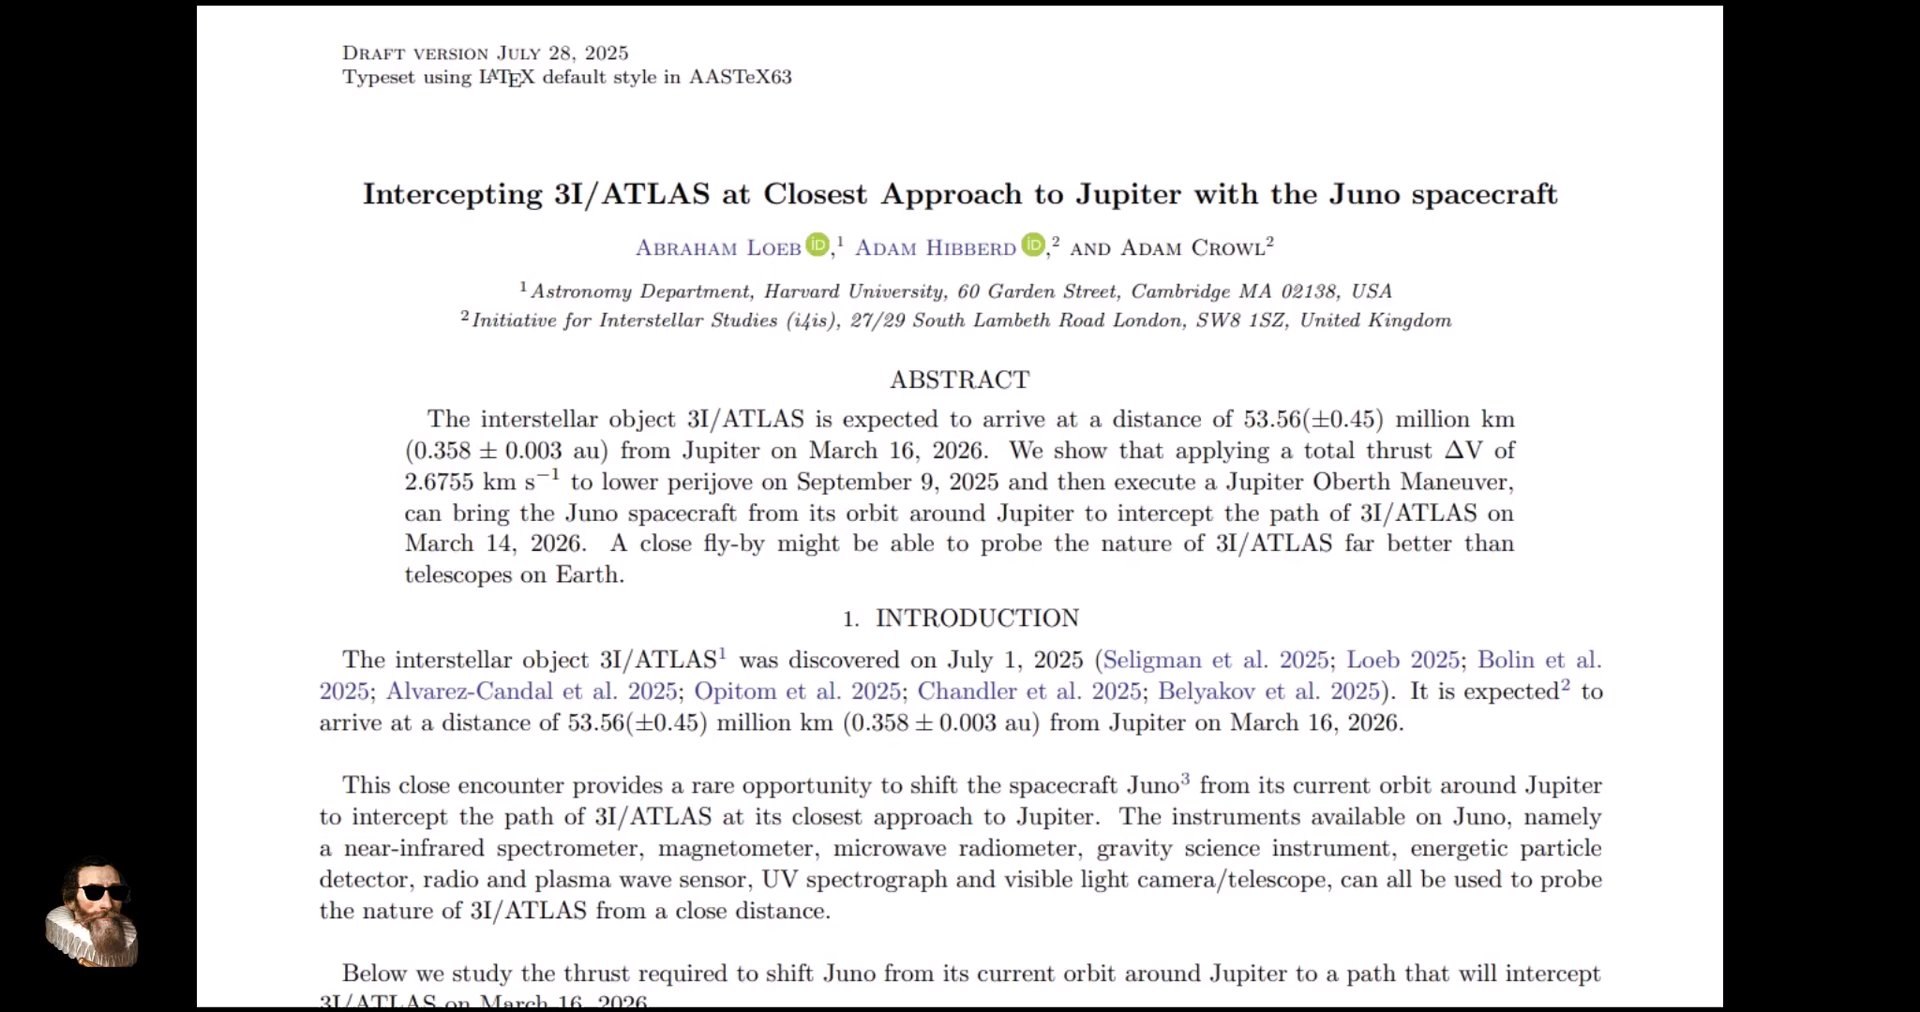 DRAFT VERSION JULY 28, 2025
Typeset using LATEX default style in AASTeX63
Intercepting 3I/ATLAS at Closest Approach to Jupiter with the Juno spacecraft
ABRAHAM LOEB iD,1 ADAM HIBBERD iD,2 AND ADAM CROWL2
1Astronomy Department, Harvard University, 60 Garden Street, Cambridge MA 02138, USA
2Initiative for Interstellar Studies (i4is), 27/29 South Lambeth Road London, SW8 1SZ, United Kingdom
ABSTRACT
The interstellar object 3I/ATLAS is expected to arrive at a distance of 53.56(±0.45) million km
(0.358 ± 0.003 au) from Jupiter on March 16, 2026. We show that applying a total thrust ΔV of
2.6755 km s−1 to lower perijove on September 9, 2025 and then execute a Jupiter Oberth Maneuver,
can bring the Juno spacecraft from its orbit around Jupiter to intercept the path of 3I/ATLAS on
March 14, 2026. A close fly-by might be able to probe the nature of 3I/ATLAS far better than
telescopes on Earth.
1. INTRODUCTION
The interstellar object 3I/ATLAS1 was discovered on July 1, 2025 (Seligman et al. 2025; Loeb 2025; Bolin et al.
2025; Alvarez-Candal et al. 2025; Opitom et al. 2025; Chandler et al. 2025; Belyakov et al. 2025). It is expected2 to
arrive at a distance of 53.56(±0.45) million km (0.358 ± 0.003 au) from Jupiter on March 16, 2026.
This close encounter provides a rare opportunity to shift the spacecraft Juno3 from its current orbit around Jupiter
to intercept the path of 3I/ATLAS at its closest approach to Jupiter. The instruments available on Juno, namely
a near-infrared spectrometer, magnetometer, microwave radiometer, gravity science instrument, energetic particle
detector, radio and plasma wave sensor, UV spectrograph and visible light camera/telescope, can all be used to probe
the nature of 3I/ATLAS from a close distance.
Below we study the thrust required to shift Juno from its current orbit around Jupiter to a path that will intercept
3I/ATLAS on March 16, 2026.